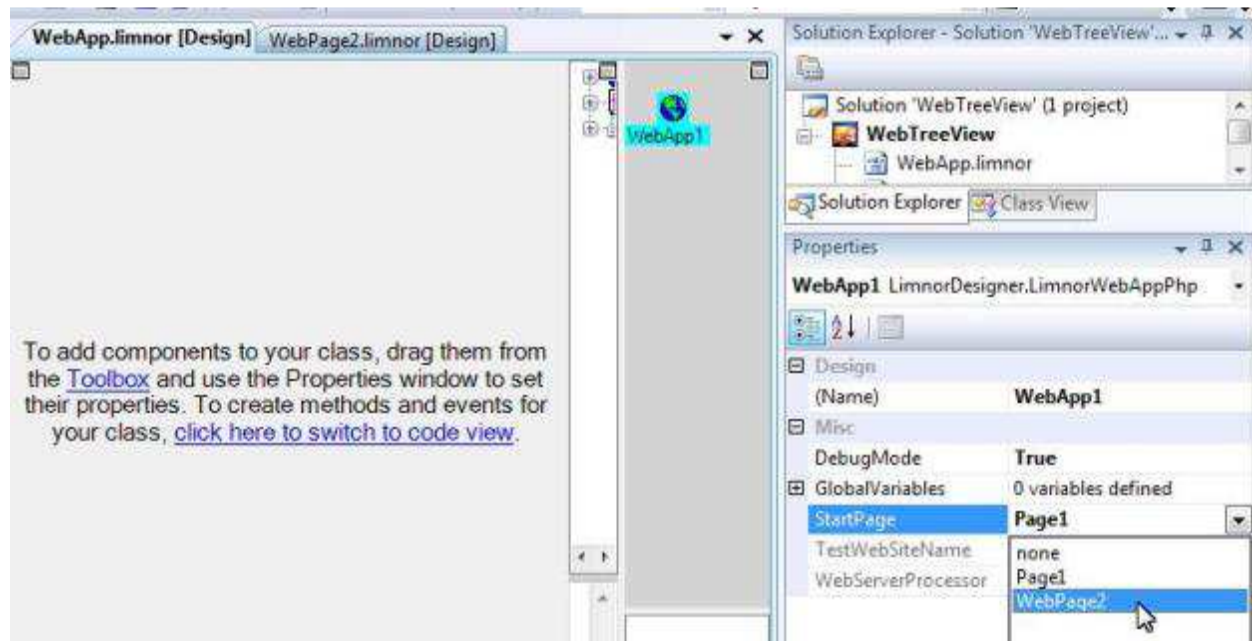 WebApp.limnor [Design]
WebPage2.limnor [Design]
To add components to your class, drag them from
the Toolbox and use the Properties window to set
their properties. To create methods and events for
your class, click here to switch to code view.
WebApp1
Solution Explorer - Solution 'WebTreeView'...
Solution 'WebTreeView' (1 project)
WebTreeView
WebApp.limnor
Solution Explorer
Class View
Properties
WebApp1 LimnorDesigner.LimnorWebAppPhp
Design
(Name) WebApp1
Misc
DebugMode True
GlobalVariables 0 variables defined
StartPage Page1
TestWebSiteName
WebServerProcessor
none
Page1
WebPage2